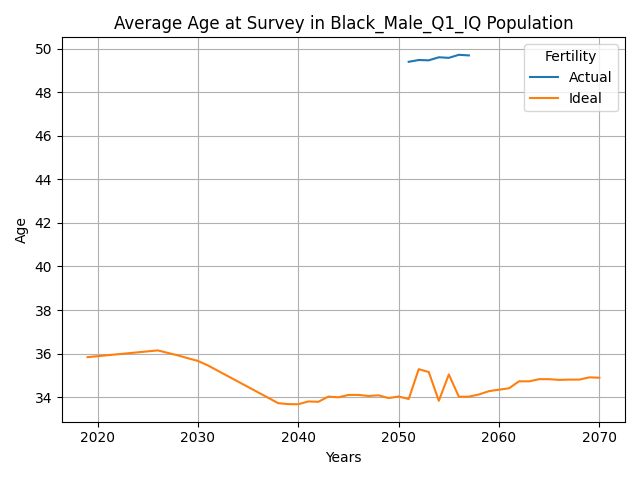 Average Age at Survey in Black_Male_Q1_IQ Population
Fertility
Actual
Ideal
Age
50
48
46
44
42
40
38
36
34
2020 2030 2040 2050 2060 2070
Years